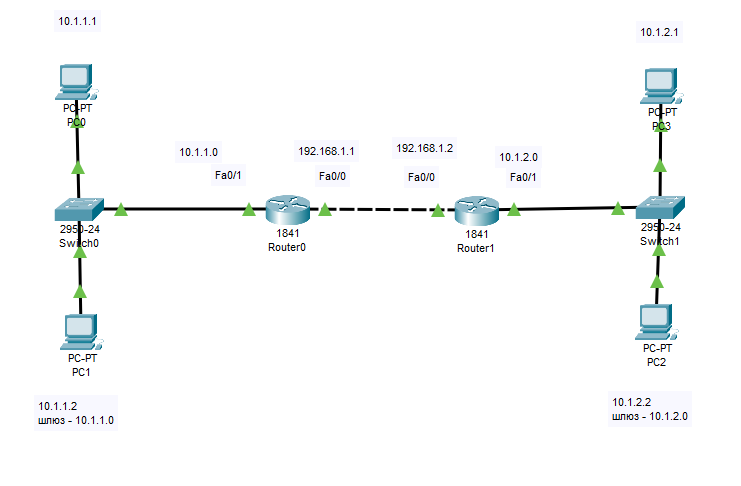 10.1.1.1
10.1.2.1
PC-PT
PC0
PC-PT
PC3
10.1.1.0
192.168.1.1
192.168.1.2
10.1.2.0
Fa0/1
Fa0/0
Fa0/0
Fa0/1
2950-24
Switch0
1841
Router0
1841
Router1
2950-24
Switch1
PC-PT
PC1
PC-PT
PC2
10.1.1.2
шлюз - 10.1.1.0
10.1.2.2
шлюз - 10.1.2.0